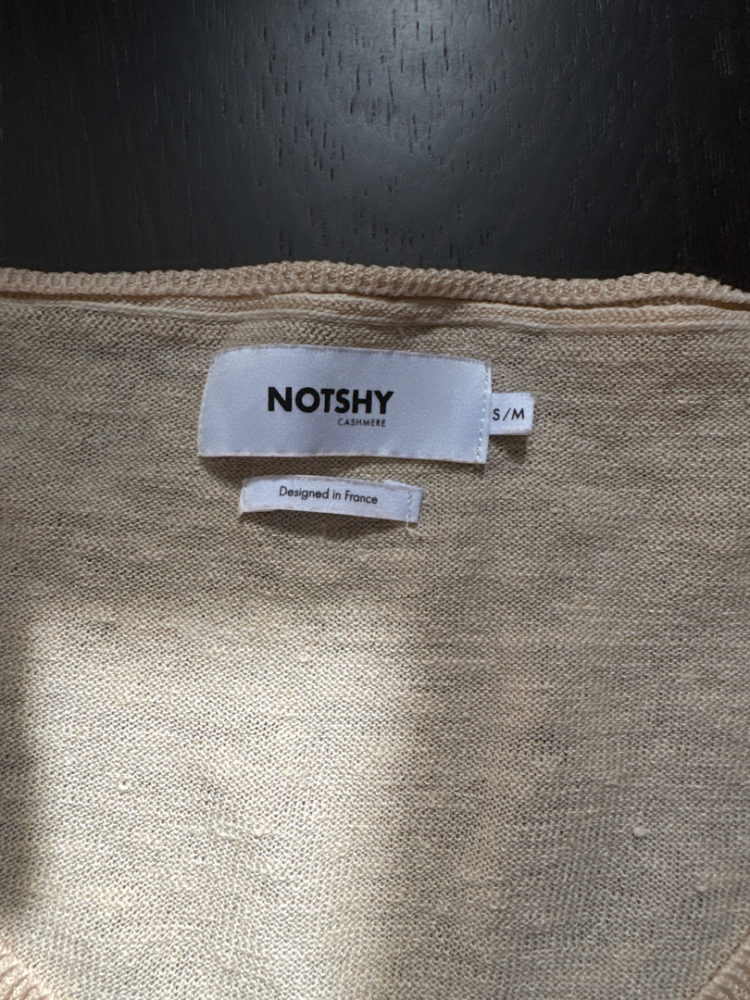 NOTSHY
CASHMERE
S/M
Designed in France